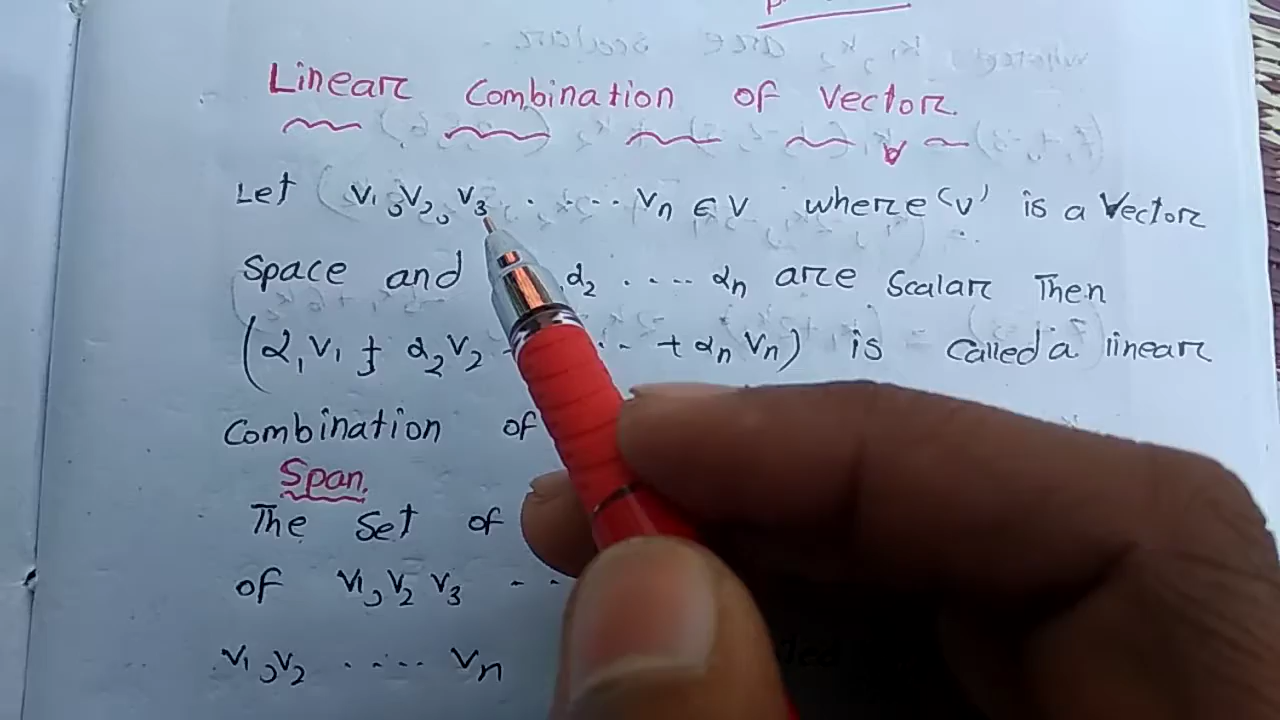 Linear Combination of Vector
Let V1, V2, V3 ...... Vn ∈ V where 'V' is a Vector
Space and α2 ..... αn are Scalar Then
(α1V1 + α2V2 ... + αnVn) is called a linear
Combination of
Span
The Set of
of V1, V2 V3 ...
V1, V2 ..... Vn